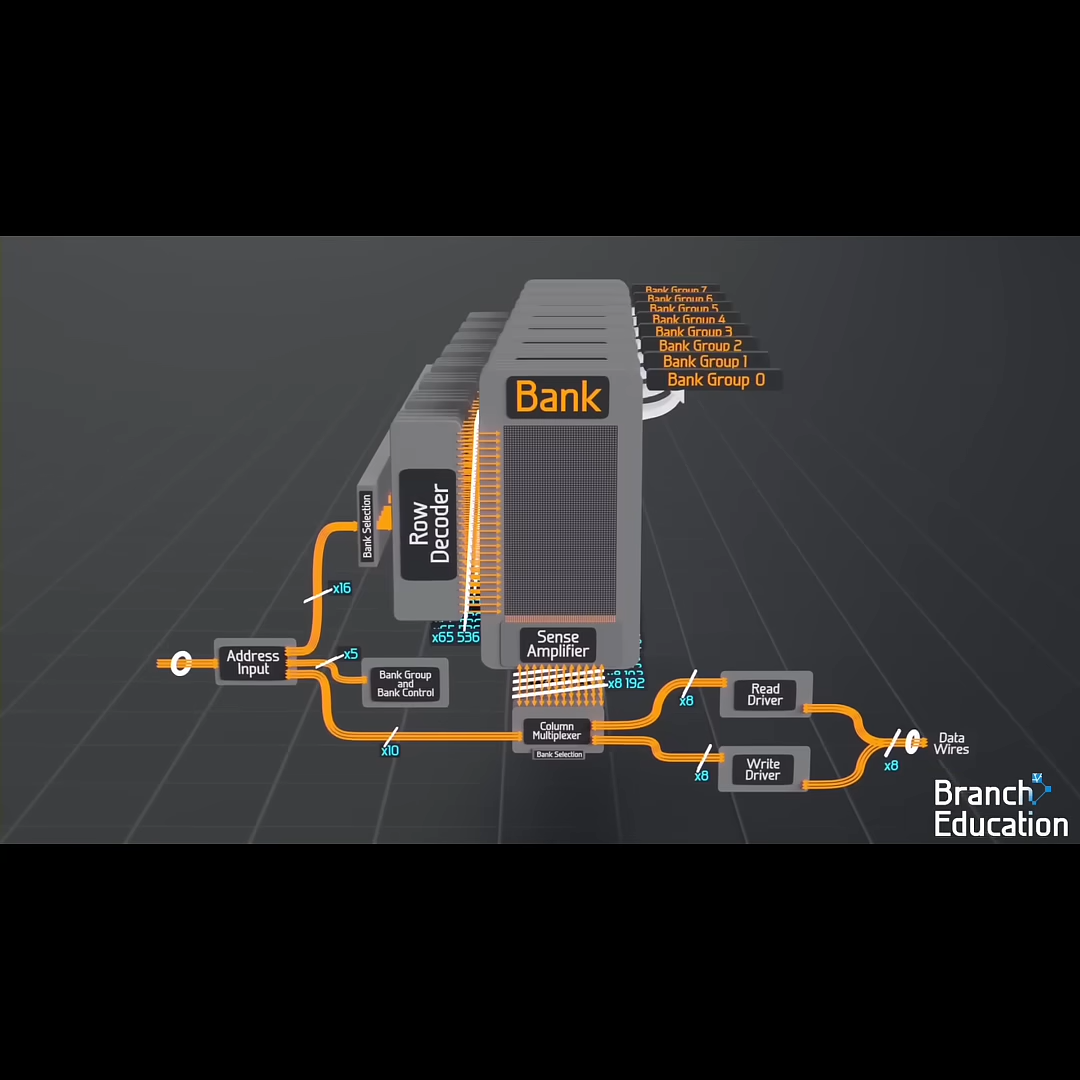 Bank Group 7
Bank Group 6
Bank Group 5
Bank Group 4
Bank Group 3
Bank Group 2
Bank Group 1
Bank Group 0
Bank
Row
Decoder
Bank Selection
x16
x65 536
Sense
Amplifier
x8 192
Address
Input
x5
Bank Group
and
Bank Control
x10
Column
Multiplexer
Bank Selection
x8
Read
Driver
x8
Write
Driver
x8
Data
Wires
Branch
Education